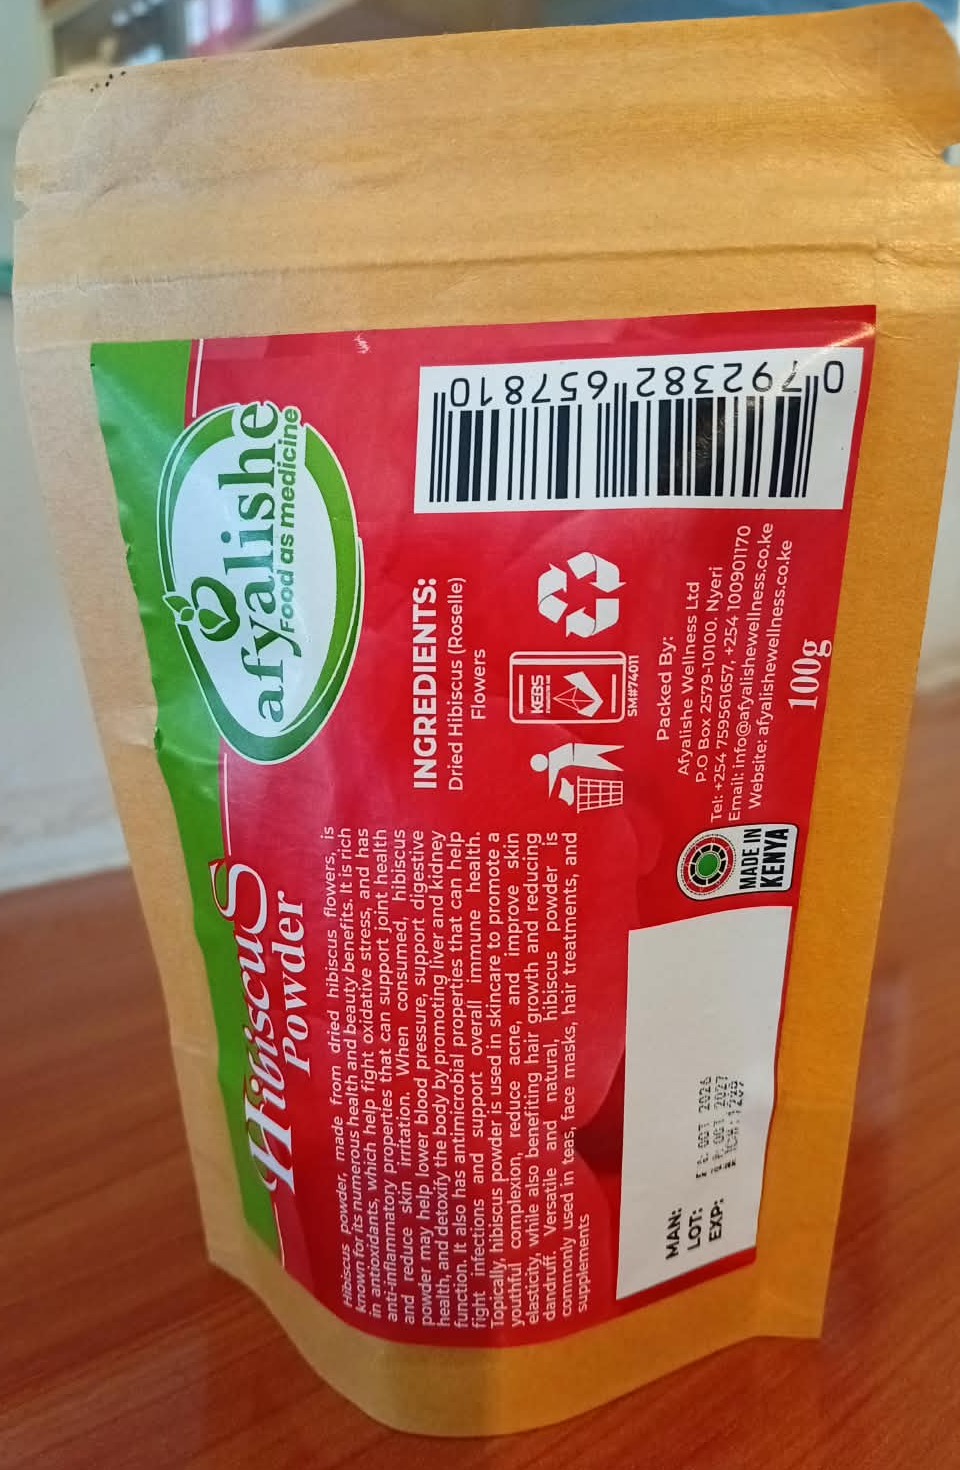 afyalishe
Food as medicine
Hibiscus
Powder
Hibiscus powder, made from dried hibiscus flowers, is
known for its numerous health and beauty benefits. It is rich
in antioxidants, which help fight oxidative stress, and has
anti-inflammatory properties that can support joint health
and reduce skin irritation. When consumed, hibiscus
powder may help lower blood pressure, support digestive
health, and detoxify the body by promoting liver and kidney
function. It also has antimicrobial properties that can help
fight infections and support overall immune health.
Topically, hibiscus powder is used in skincare to promote a
youthful complexion, reduce acne, and improve skin
elasticity, while also benefiting hair growth and reducing
dandruff. Versatile and natural, hibiscus powder is
commonly used in teas, face masks, hair treatments, and
supplements
INGREDIENTS:
Dried Hibiscus (Roselle)
Flowers
KEBS
SM#74011
0 792382 657810
MAN:
LOT:
EXP:
OCT 2026
OCT 2027
MADE IN
KENYA
Packed By:
Afyalishe Wellness Ltd
P.O Box 2579-10100, Nyeri
Tel: +254 759561657, +254 100901170
Email: info@afyalishewellness.co.ke
Website: afyalishewellness.co.ke
100g